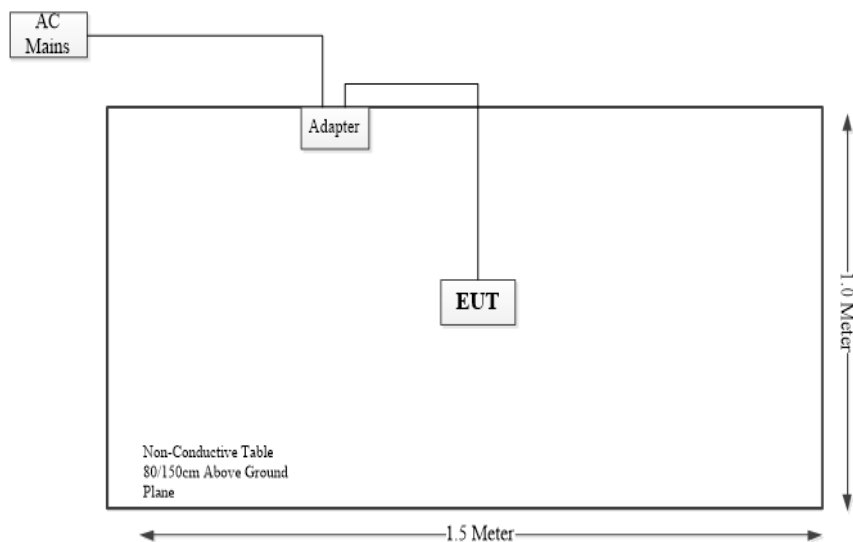 AC
Mains
Adapter
EUT
1.0 Meter
Non-Conductive Table
80/150cm Above Ground
Plane
1.5 Meter